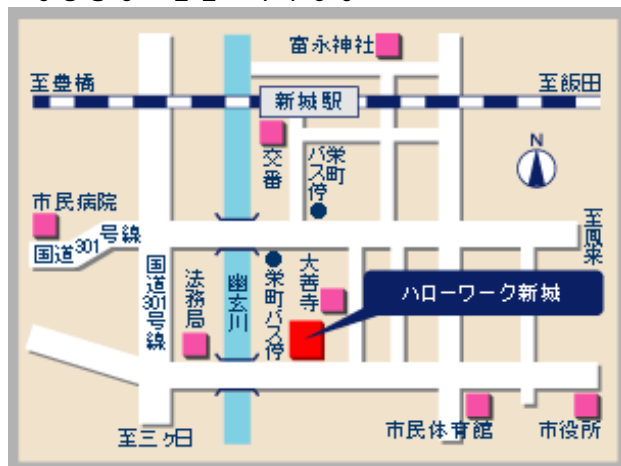 富永神社
至豊橋
至飯田
新城駅
N
交番
栄町バス停
市民病院
国道301号線
至鳳来
国道301号線
法務局
幽玄川
栄町バス停
大善寺
ハローワーク新城
至三ヶ日
市民体育館
市役所